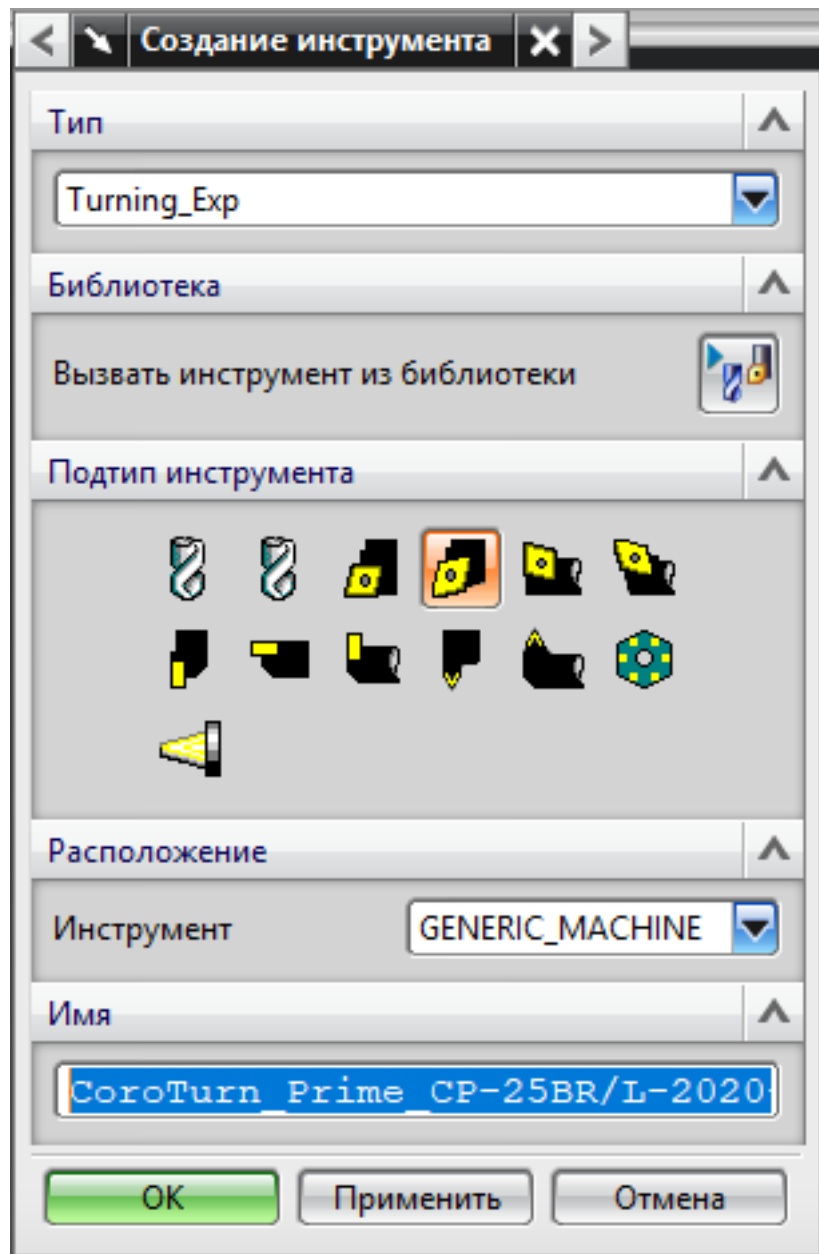 Создание инструмента
Тип
Turning_Exp
Библиотека
Вызвать инструмент из библиотеки
Подтип инструмента
Расположение
Инструмент GENERIC_MACHINE
Имя
CoroTurn_Prime_CP-25BR/L-2020-
OK Применить Отмена